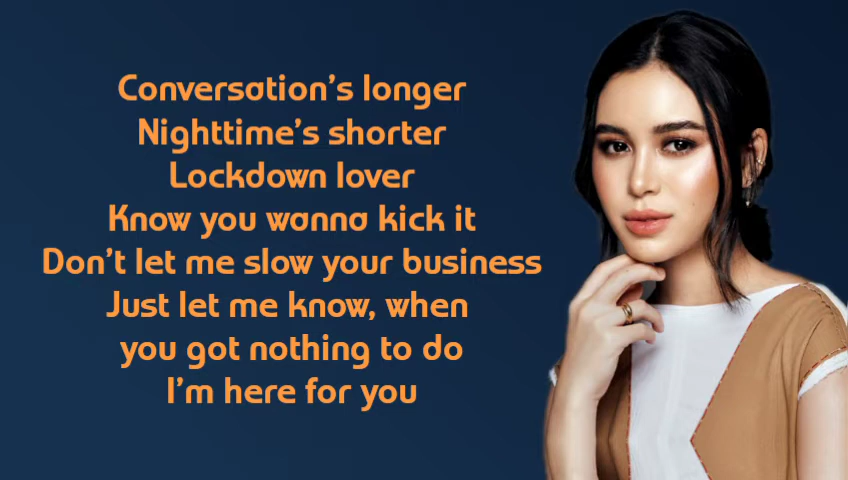 Conversation's longer
Nighttime's shorter
Lockdown lover
Know you wanna kick it
Don't let me slow your business
Just let me know, when
you got nothing to do
I'm here for you